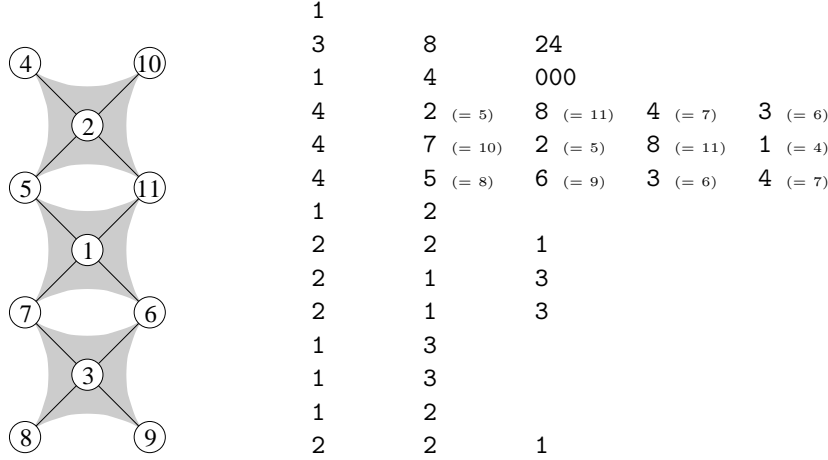 1
3 8 24
4 10 1 4 000
4 2 (= 5) 8 (= 11) 4 (= 7) 3 (= 6)
2
4 7 (= 10) 2 (= 5) 8 (= 11) 1 (= 4)
5 11 4 5 (= 8) 6 (= 9) 3 (= 6) 4 (= 7)
1 2
1 2 2 1
2 1 3
7 6 2 1 3
1 3
3 1 3
1 2
8 9 2 2 1